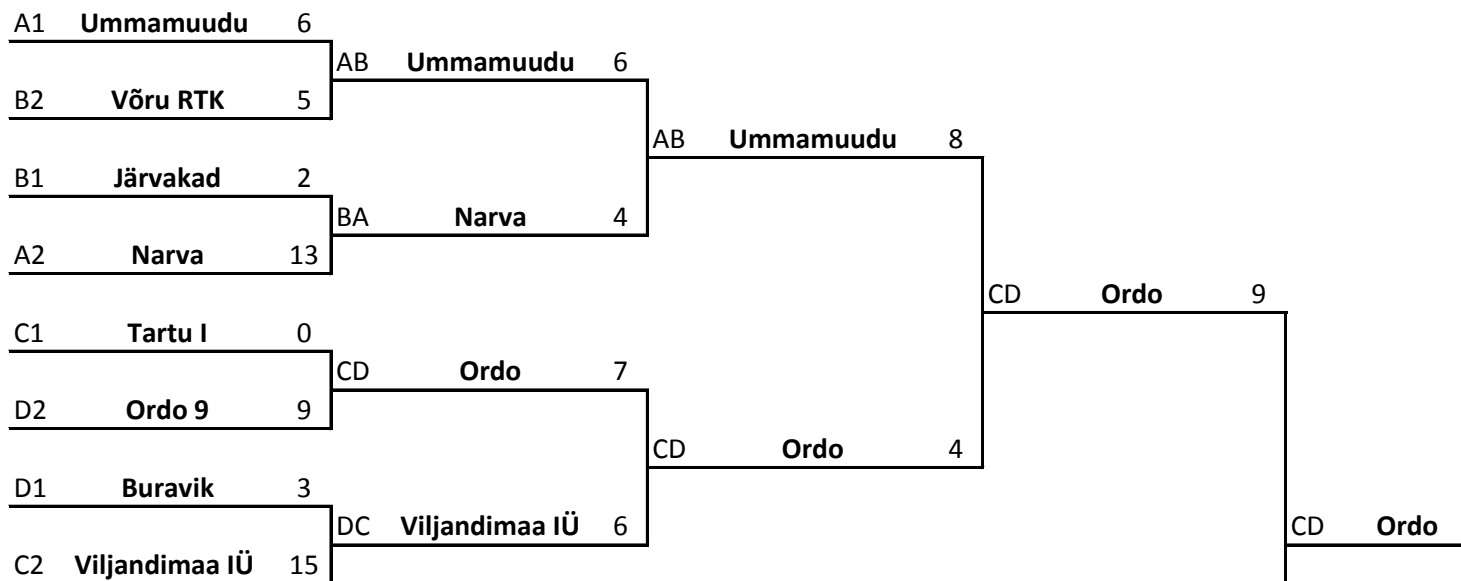 A1 Ummamuudu 6
AB Ummamuudu 6
B2 Võru RTK 5
AB Ummamuudu 8
B1 Järvakad 2
BA Narva 4
A2 Narva 13
CD Ordo 9
C1 Tartu I 0
CD Ordo 7
D2 Ordo 9 9
CD Ordo 4
D1 Buravik 3
DC Viljandimaa IÜ 6
CD Ordo
C2 Viljandimaa IÜ 15